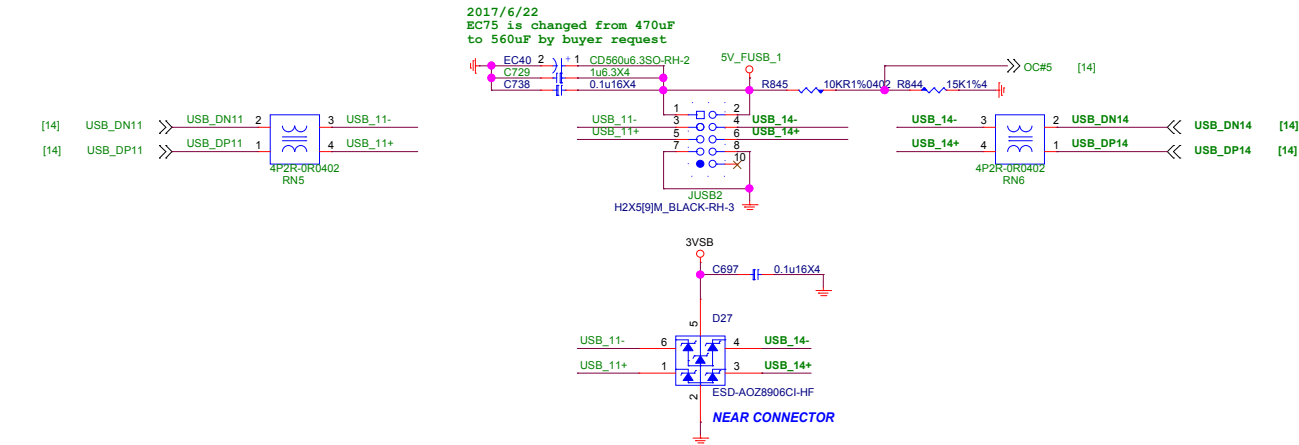 2017/6/22
EC75 is changed from 470uF
to 560uF by buyer request
EC40 2 + 1 CD560u6.3SO-RH-2
C729 1u6.3X4
C738 0.1u16X4
5V_FUSB_1
R845 10KR1%0402 R844 15K1%4
OC#5 [14]
1 2
USB_11- 3 4 USB_14-
USB_11+ 5 6 USB_14+
7 8
10
JUSB2
H2X5[9]M_BLACK-RH-3
[14] USB_DN11 USB_DN11 2 3 USB_11-
[14] USB_DP11 USB_DP11 1 4 USB_11+
4P2R-0R0402
RN5
USB_14- 3 2 USB_DN14 USB_DN14 [14]
USB_14+ 4 1 USB_DP14 USB_DP14 [14]
4P2R-0R0402
RN6
3VSB
C697 0.1u16X4
D27
5
USB_11- 6 4 USB_14-
USB_11+ 1 3 USB_14+
2
ESD-AOZ8906CI-HF
NEAR CONNECTOR